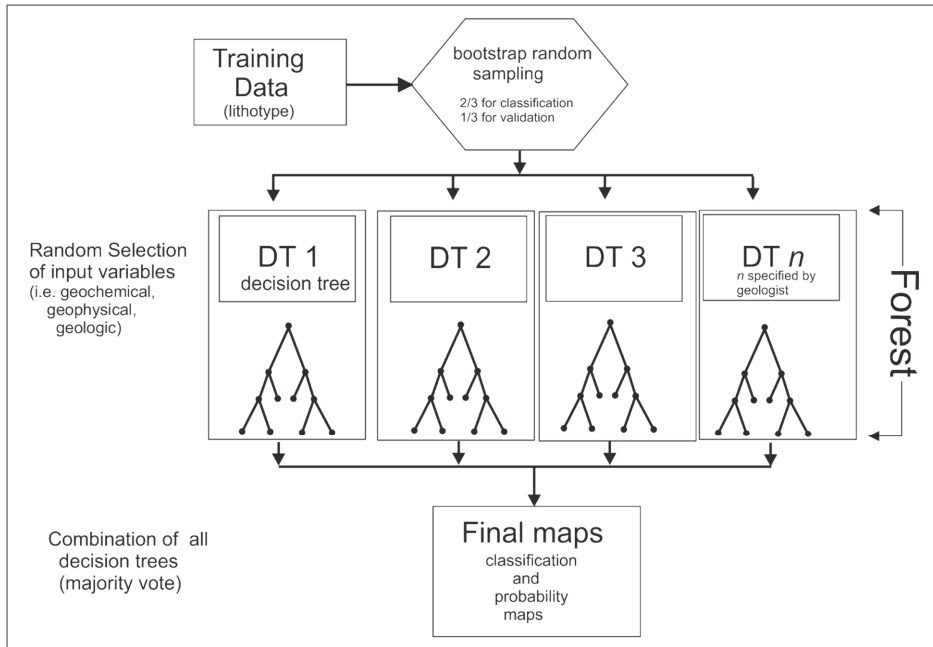 Training
Data
(lithotype)
bootstrap random
sampling
2/3 for classification
1/3 for validation
Random Selection
of input variables
(i.e. geochemical,
geophysical,
geologic)
DT 1
decision tree
DT 2
DT 3
DT n
n specified by
geologist
Forest
Combination of all
decision trees
(majority vote)
Final maps
classification
and
probability
maps